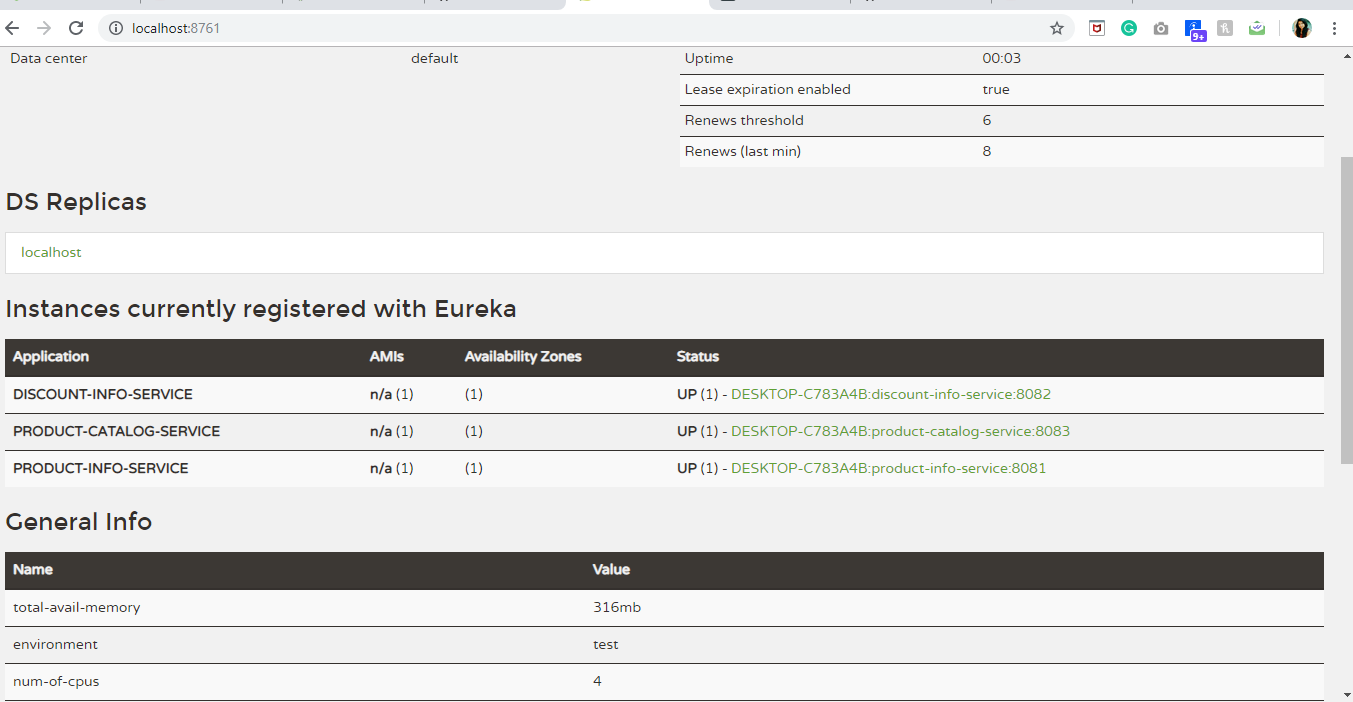 localhost:8761
9+
Data center default Uptime 00:03
Lease expiration enabled true
Renews threshold 6
Renews (last min) 8
DS Replicas
localhost
Instances currently registered with Eureka
Application AMIs Availability Zones Status
DISCOUNT-INFO-SERVICE n/a (1) (1) UP (1) - DESKTOP-C783A4B:discount-info-service:8082
PRODUCT-CATALOG-SERVICE n/a (1) (1) UP (1) - DESKTOP-C783A4B:product-catalog-service:8083
PRODUCT-INFO-SERVICE n/a (1) (1) UP (1) - DESKTOP-C783A4B:product-info-service:8081
General Info
Name Value
total-avail-memory 316mb
environment test
num-of-cpus 4